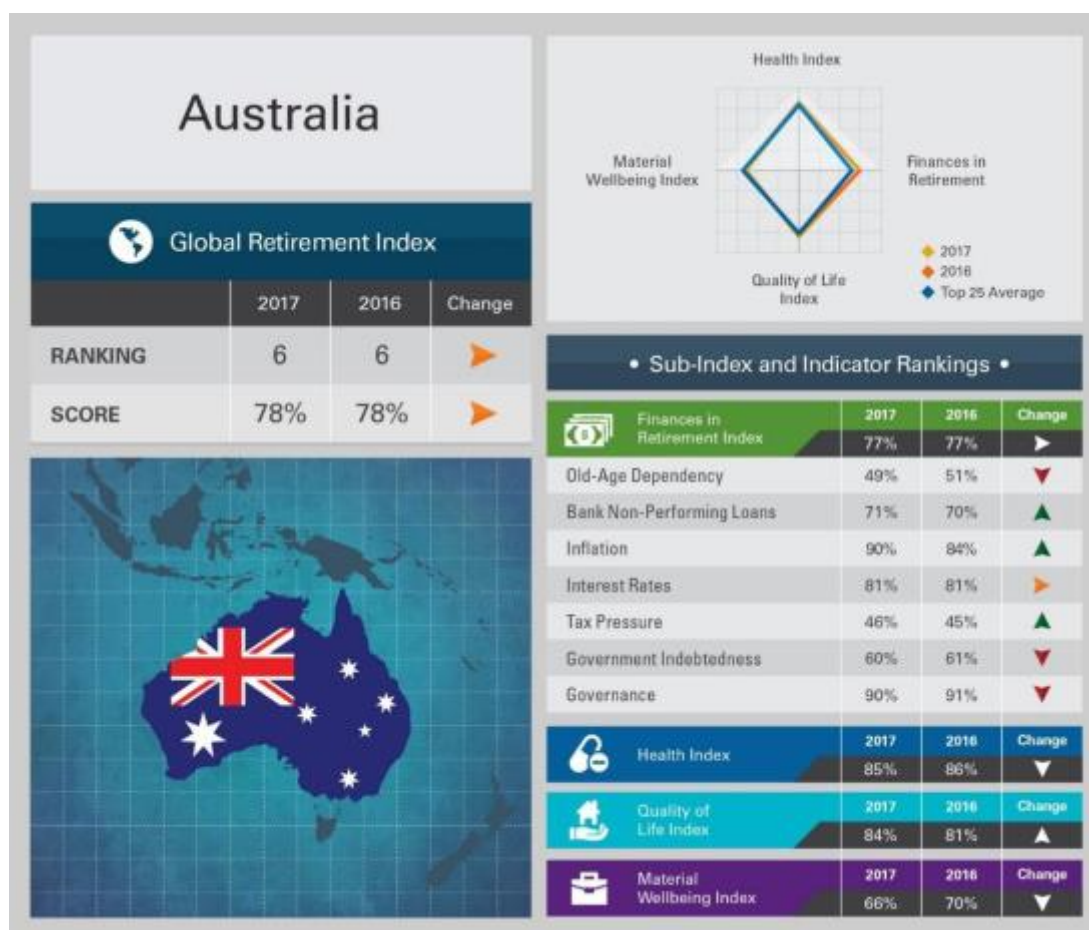 Australia
Global Retirement Index
2017 2016 Change
RANKING 6 6
SCORE 78% 78%
Health Index
Material
Wellbeing Index
Finances in
Retirement
Quality of Life
Index
2017
2016
Top 25 Average
• Sub-Index and Indicator Rankings •
Finances in
Retirement Index
2017 2016 Change
77% 77%
Old-Age Dependency 49% 51%
Bank Non-Performing Loans 71% 70%
Inflation 90% 84%
Interest Rates 81% 81%
Tax Pressure 46% 45%
Government Indebtedness 60% 61%
Governance 90% 91%
Health Index
2017 2016 Change
85% 86%
Quality of
Life Index
2017 2016 Change
84% 81%
Material
Wellbeing Index
2017 2016 Change
66% 70%